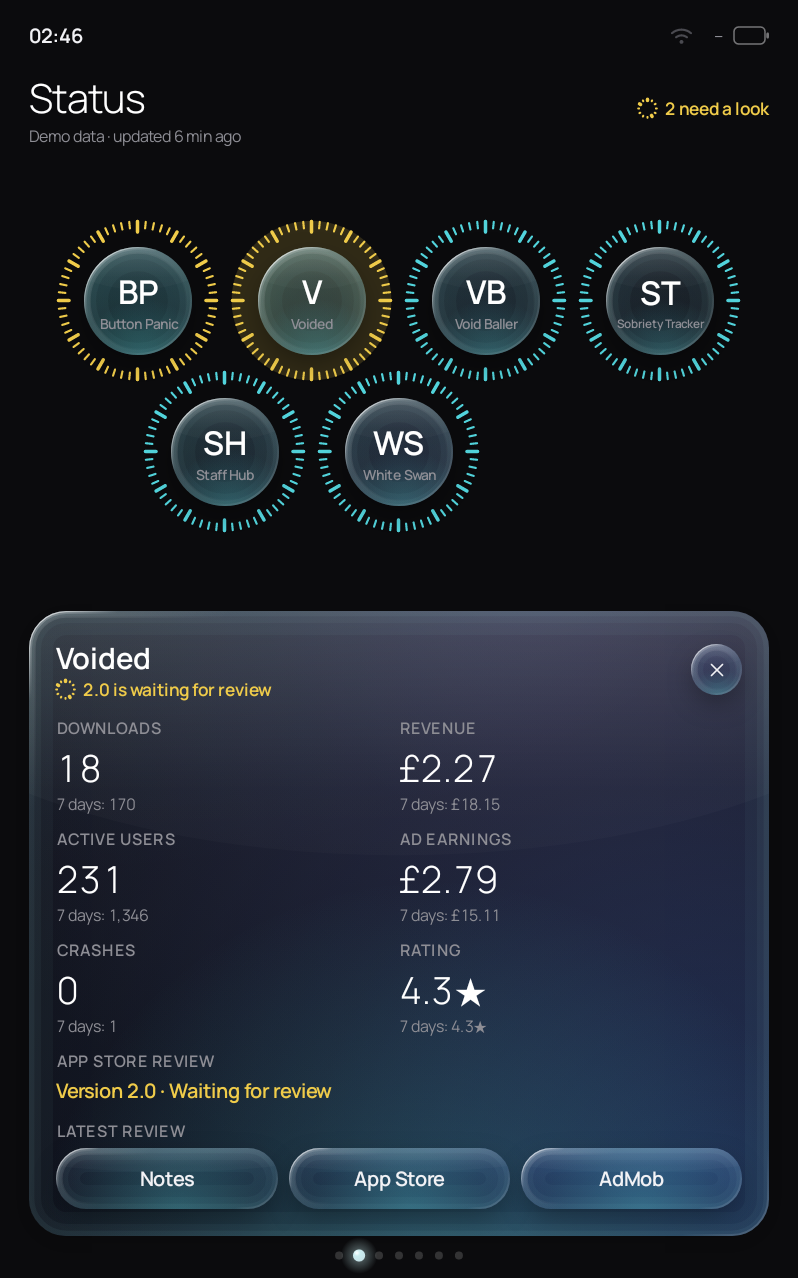 02:46
–
Status
2 need a look
Demo data · updated 6 min ago
BP
Button Panic
V
Voided
VB
Void Baller
ST
Sobriety Tracker
SH
Staff Hub
WS
White Swan
Voided
2.0 is waiting for review
DOWNLOADS
18
7 days: 170
REVENUE
£2.27
7 days: £18.15
ACTIVE USERS
231
7 days: 1,346
AD EARNINGS
£2.79
7 days: £15.11
CRASHES
0
7 days: 1
RATING
4.3★
7 days: 4.3★
APP STORE REVIEW
Version 2.0 · Waiting for review
LATEST REVIEW
Notes
App Store
AdMob